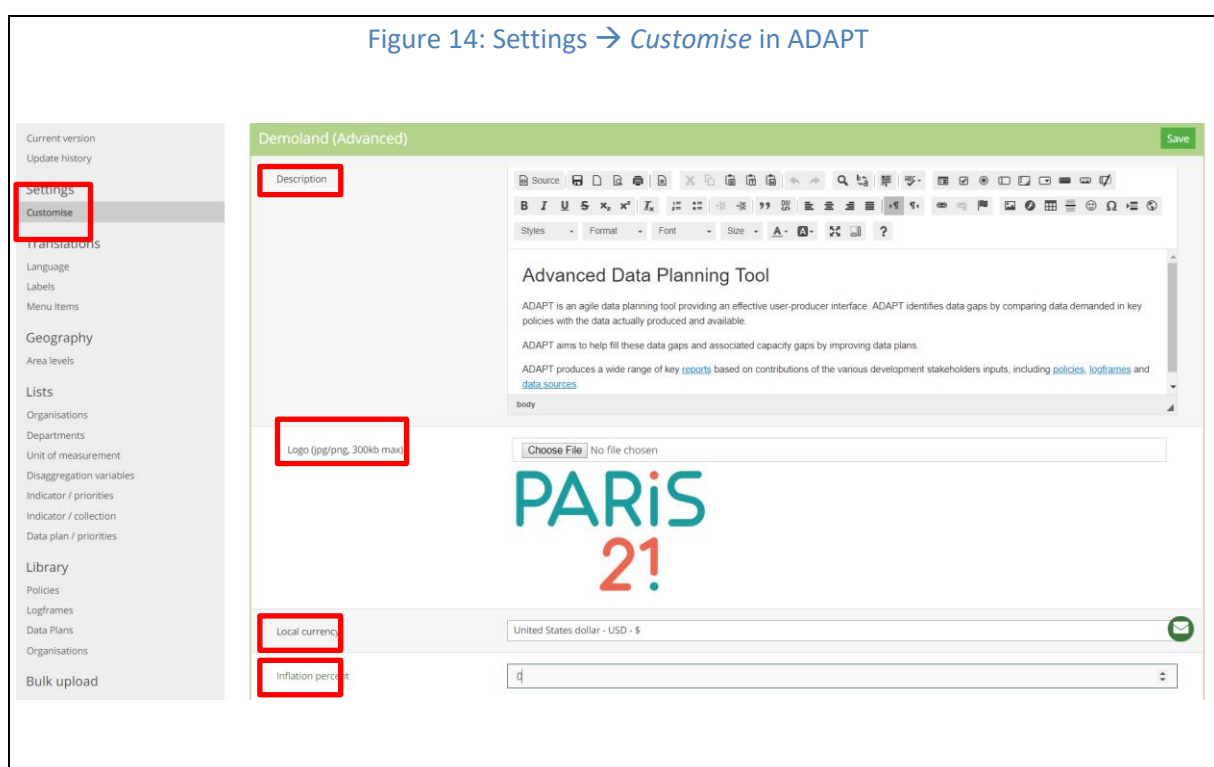 Figure 14: Settings → Customise in ADAPT
Current version
Update history
Settings
Customise
Translations
Language
Labels
Menu Items
Geography
Area levels
Lists
Organisations
Departments
Unit of measurement
Disaggregation variables
Indicator / priorities
Indicator / collection
Data plan / priorities
Library
Policies
Logframes
Data Plans
Organisations
Bulk upload
Demoland (Advanced)
Save
Description
Source
B I U S x₂ x² Iₓ
Styles Format Font Size A A ?
Advanced Data Planning Tool
ADAPT is an agile data planning tool providing an effective user-producer interface. ADAPT identifies data gaps by comparing data demanded in key
policies with the data actually produced and available.
ADAPT aims to help fill these data gaps and associated capacity gaps by improving data plans.
ADAPT produces a wide range of key reports based on contributions of the various development stakeholders inputs, including policies, logframes and
data sources.
body
Logo (jpg/png, 300kb max)
Choose File No file chosen
PARiS
21
Local currency
United States dollar - USD - $
Inflation percent